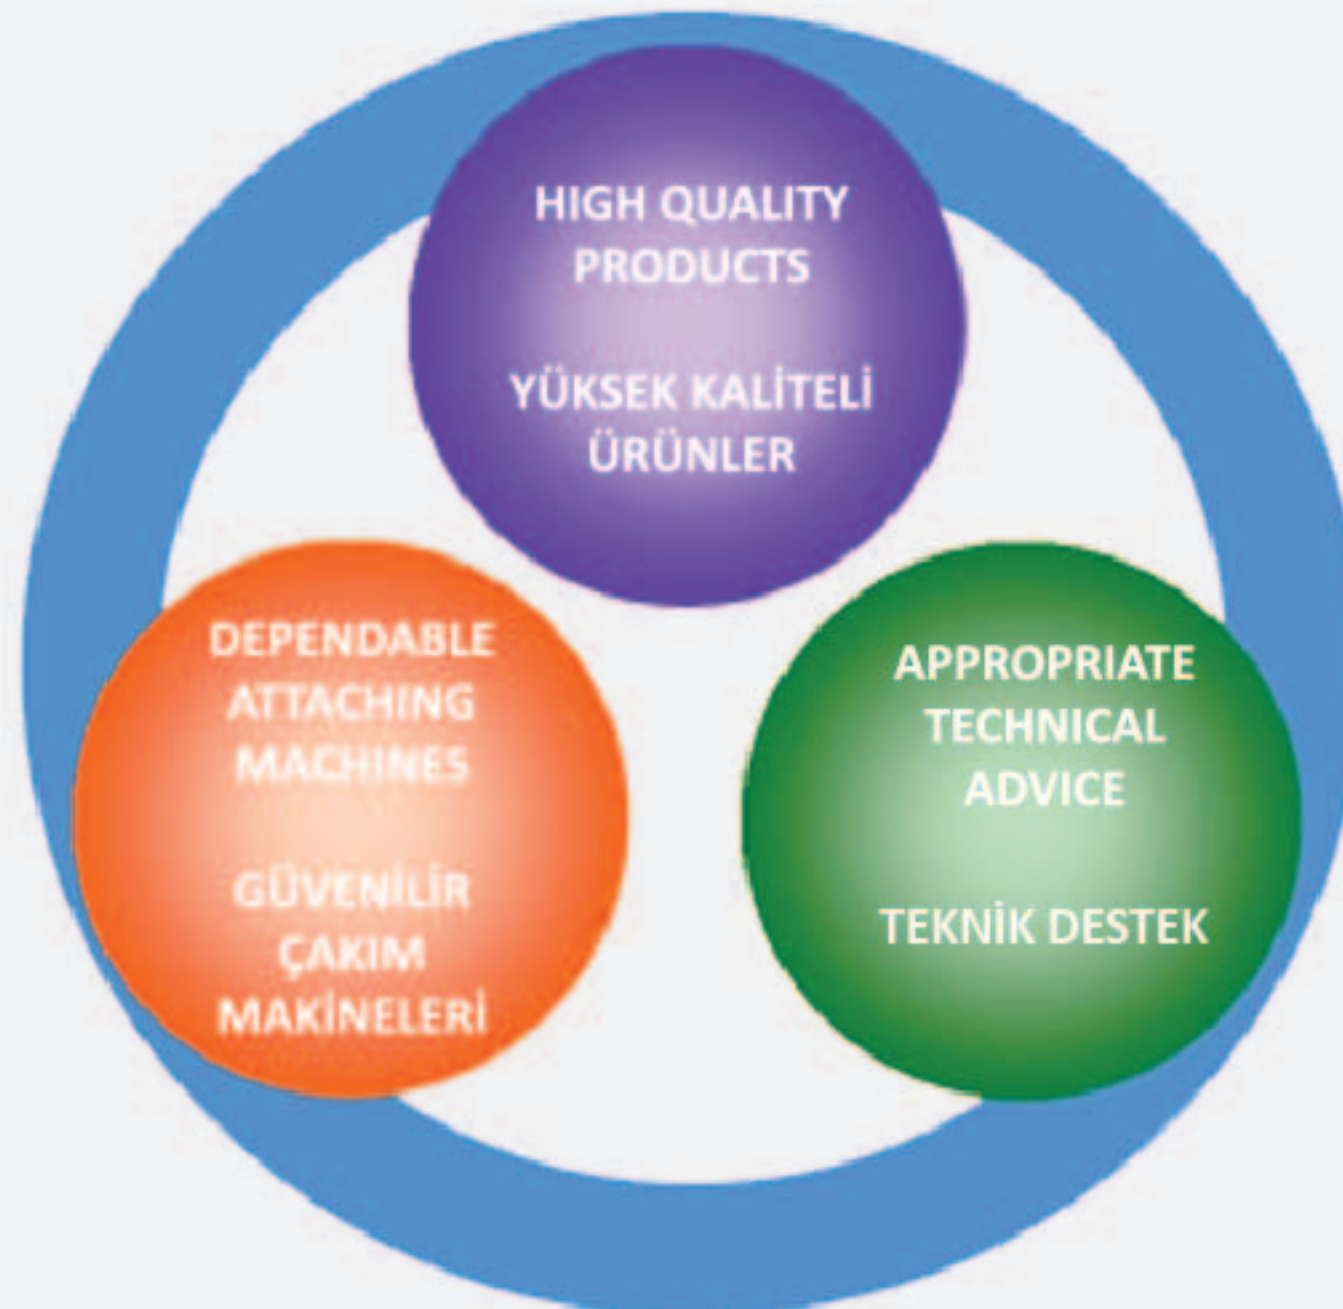 HIGH QUALITY
PRODUCTS
YÜKSEK KALİTELİ
ÜRÜNLER
DEPENDABLE
ATTACHING
MACHINES
GÜVENİLİR
ÇAKIM
MAKİNELERİ
APPROPRIATE
TECHNICAL
ADVICE
TEKNİK DESTEK